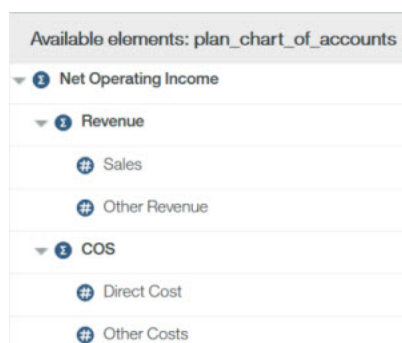 Available elements: plan_chart_of_accounts
Net Operating Income
Revenue
Sales
Other Revenue
COS
Direct Cost
Other Costs